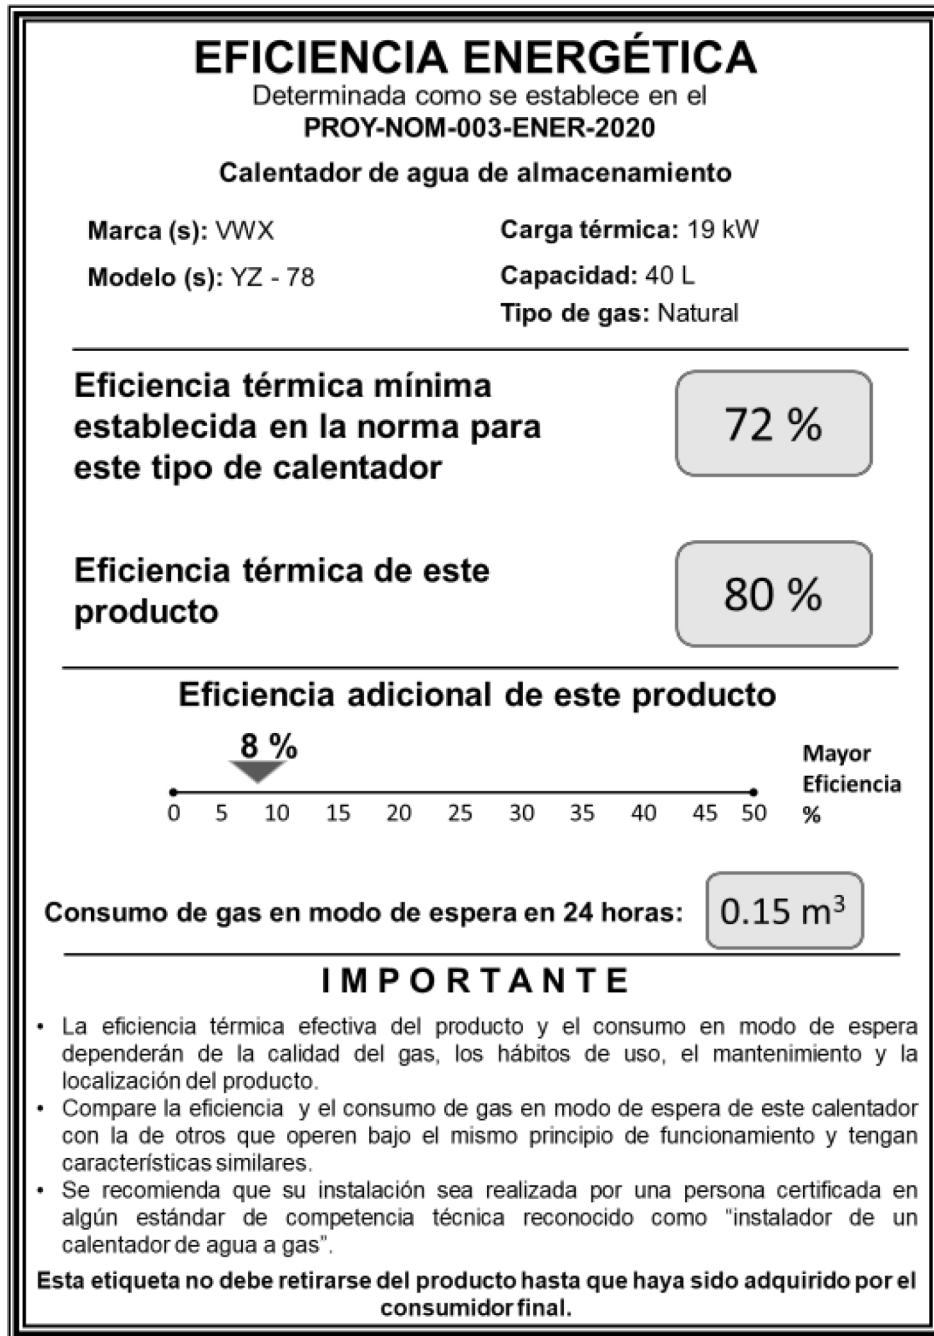 EFICIENCIA ENERGÉTICA
Determinada como se establece en el
PROY-NOM-003-ENER-2020
Calentador de agua de almacenamiento
Marca (s): VWX
Carga térmica: 19 kW
Modelo (s): YZ - 78
Capacidad: 40 L
Tipo de gas: Natural
Eficiencia térmica mínima
establecida en la norma para
este tipo de calentador
72 %
Eficiencia térmica de este
producto
80 %
Eficiencia adicional de este producto
8 %
0 5 10 15 20 25 30 35 40 45 50
Mayor
Eficiencia
%
Consumo de gas en modo de espera en 24 horas:
0.15 m³
IMPORTANTE
• La eficiencia térmica efectiva del producto y el consumo en modo de espera
dependerán de la calidad del gas, los hábitos de uso, el mantenimiento y la
localización del producto.
• Compare la eficiencia y el consumo de gas en modo de espera de este calentador
con la de otros que operen bajo el mismo principio de funcionamiento y tengan
características similares.
• Se recomienda que su instalación sea realizada por una persona certificada en
algún estándar de competencia técnica reconocido como “instalador de un
calentador de agua a gas”.
Esta etiqueta no debe retirarse del producto hasta que haya sido adquirido por el
consumidor final.